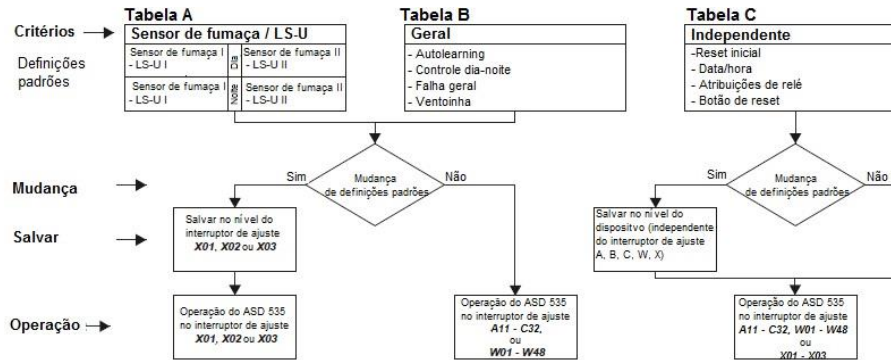 Tabela A
Tabela B
Tabela C
Critérios
Definições
padrões
Sensor de fumaça / LS-U
Sensor de fumaça I
- LS-U I
Dia
Sensor de fumaça II
- LS-U II
Sensor de fumaça I
- LS-U I
Noite
Sensor de fumaça II
- LS-U II
Geral
- Autolearning
- Controle dia-noite
- Falha geral
- Ventoinha
Independente
-Reset inicial
- Data/hora
- Atribuições de relé
- Botão de reset
Mudança
Sim
Mudança
de definições padrões
Não
Sim
Mudança
de definições padrões
Não
Salvar
Salvar no nível do
interruptor de ajuste
X01, X02 ou X03
Salvar no nível do
dispositvo (independente
do interruptor de ajuste
A, B, C, W, X)
Operação
Operação do ASD 535
no interruptor de ajuste
X01, X02 ou X03
Operação do ASD 535
no interruptor de ajuste
A11 - C32,
ou
W01 - W48
Operação do ASD 535
no interruptor de ajuste
A11 - C32, W01 - W48
ou
X01 - X03